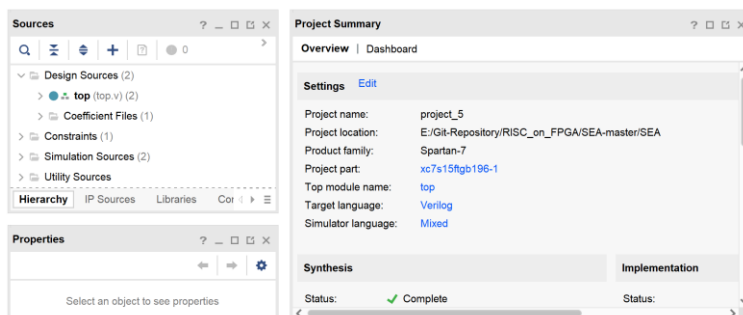 Sources
? _ X
0
Design Sources (2)
top (top.v) (2)
Coefficient Files (1)
Constraints (1)
Simulation Sources (2)
Utility Sources
Hierarchy IP Sources Libraries
Properties
? _ X
Select an object to see properties
Project Summary
? X
Overview | Dashboard
Settings Edit
Project name: project_5
Project location: E:/Git-Repository/RISC_on_FPGA/SEA-master/SEA
Product family: Spartan-7
Project part: xc7s15ftgb196-1
Top module name: top
Target language: Verilog
Simulator language: Mixed
Synthesis Implementation
Status: Complete Status: